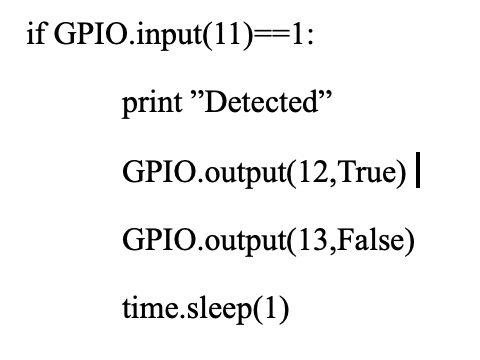 if GPIO.input(11)==1:
print ”Detected”
GPIO.output(12,True)
GPIO.output(13,False)
time.sleep(1)